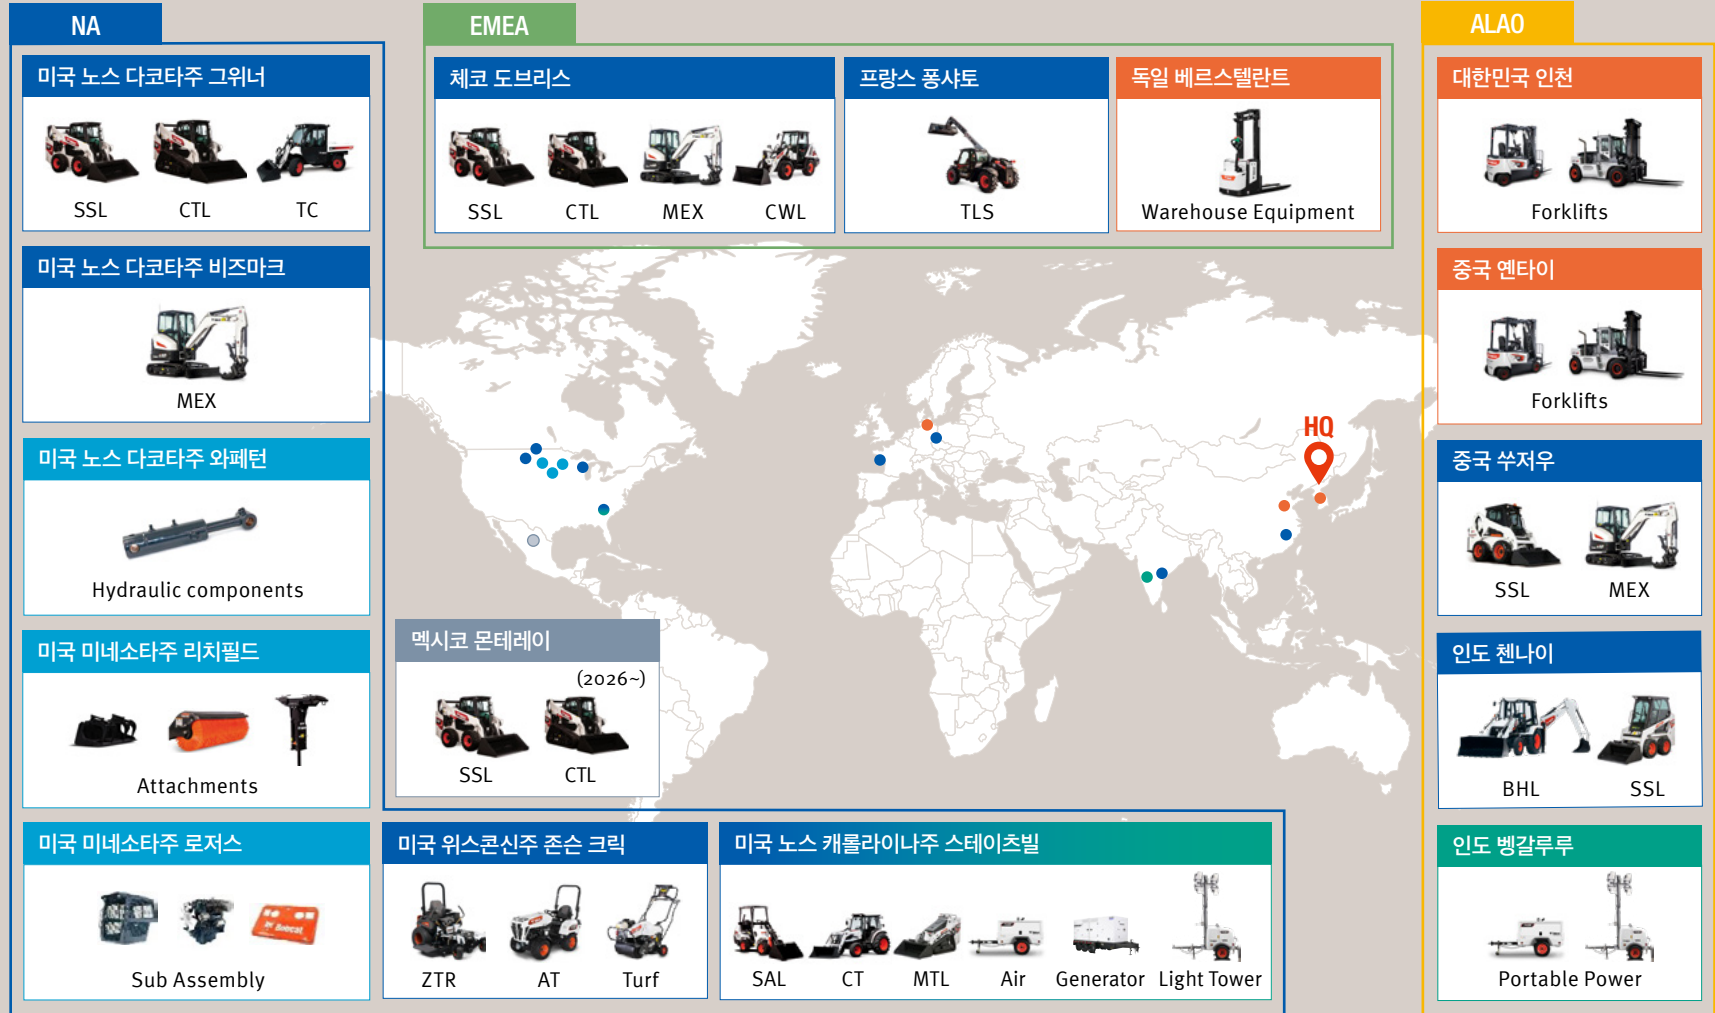 NA
미국 노스 다코타주 그위너
SSL CTL TC
미국 노스 다코타주 비즈마크
MEX
미국 노스 다코타주 와페턴
Hydraulic components
미국 미네소타주 리치필드
Attachments
미국 미네소타주 로저스
Bobcat
Sub Assembly
미국 위스콘신주 존슨 크릭
ZTR AT Turf
미국 노스 캐롤라이나주 스테이츠빌
SAL CT MTL Air Generator Light Tower
멕시코 몬테레이
(2026~)
SSL CTL
EMEA
체코 도브리스
SSL CTL MEX CWL
프랑스 퐁샤토
TLS
독일 베르스텔란트
Warehouse Equipment
HQ
ALAO
대한민국 인천
Forklifts
중국 옌타이
Forklifts
중국 쑤저우
SSL MEX
인도 첸나이
BHL SSL
인도 벵갈루루
Portable Power